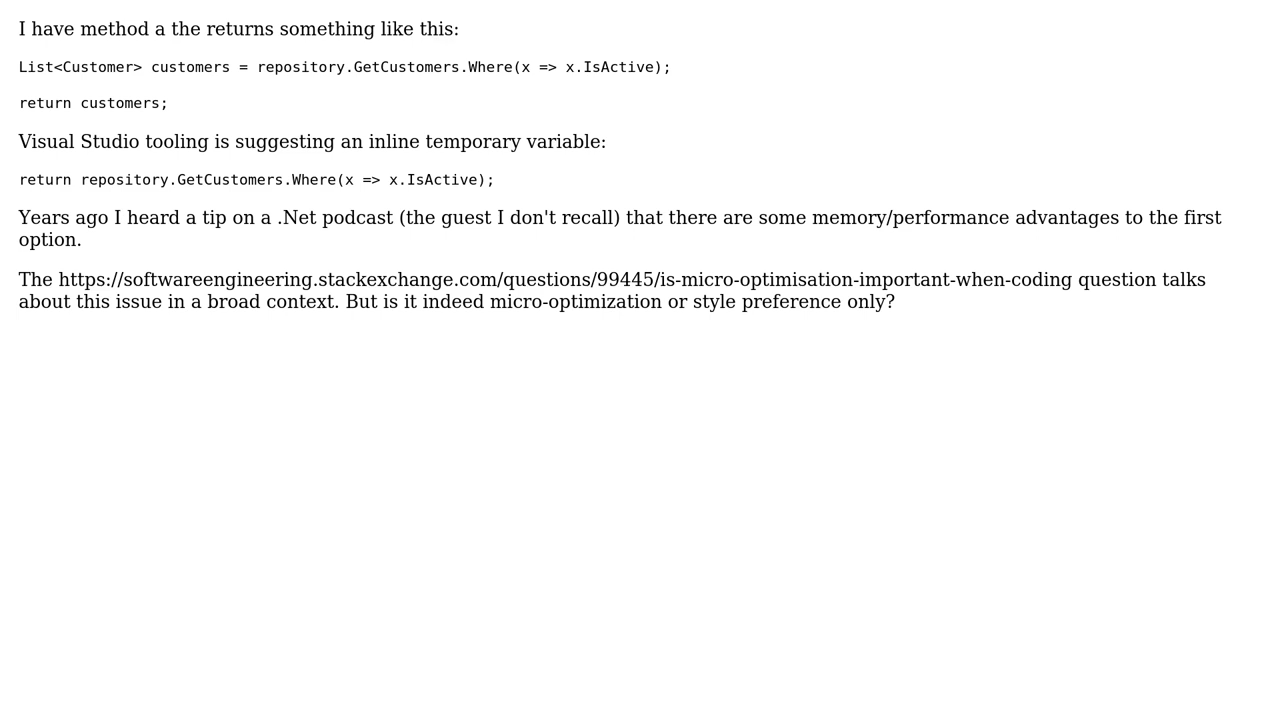 I have method a the returns something like this:
List<Customer> customers = repository.GetCustomers.Where(x => x.IsActive);
return customers;
Visual Studio tooling is suggesting an inline temporary variable:
return repository.GetCustomers.Where(x => x.IsActive);
Years ago I heard a tip on a .Net podcast (the guest I don't recall) that there are some memory/performance advantages to the first
option.
The https://softwareengineering.stackexchange.com/questions/99445/is-micro-optimisation-important-when-coding question talks
about this issue in a broad context. But is it indeed micro-optimization or style preference only?